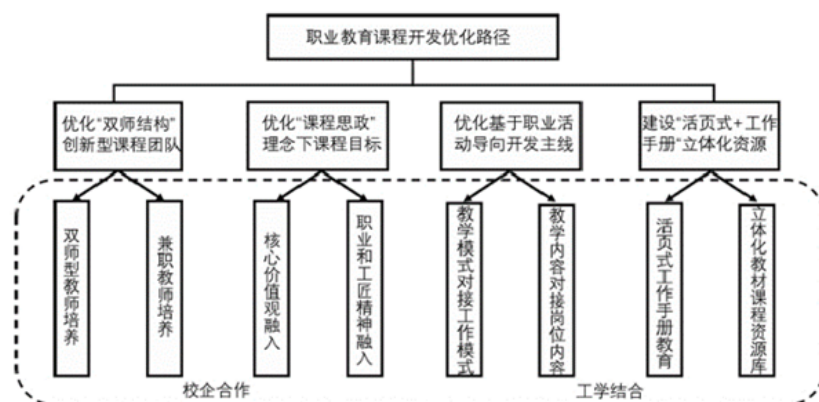 职业教育课程开发优化路径
优化"双师结构"
创新型课程团队
优化"课程思政"
理念下课程目标
优化基于职业活
动导向开发主线
建设"活页式+工作
手册"立体化资源
双师型教师培养
兼职教师培养
核心价值观融入
职业和工匠精神融入
教学模式对接工作模式
教学内容对接岗位内容
活页式工作手册教育
立体化教材课程资源库
校企合作
工学结合